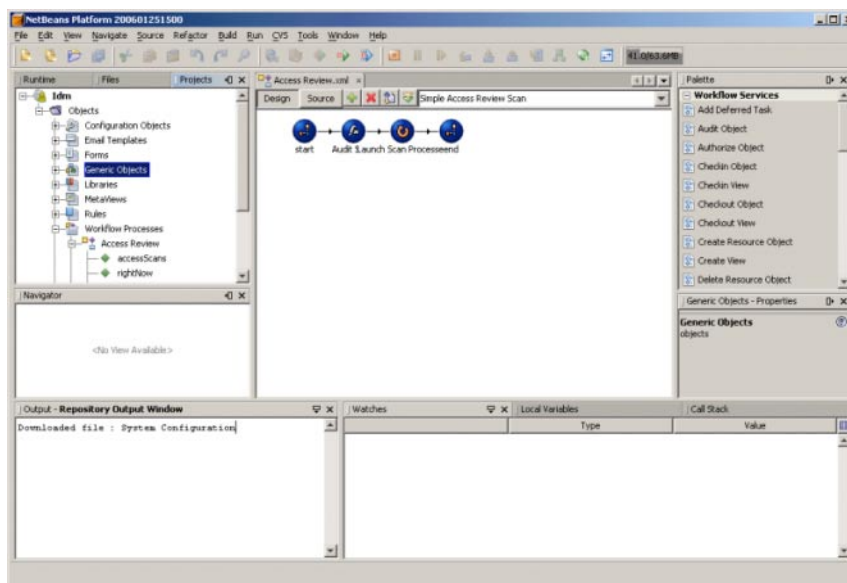 NetBeans Platform 200601251500
File Edit View Navigate Source Refactor Build Run CVS Tools Window Help
41.0/63.6MB
Runtime Files Projects
Access Review.xml
Palette
Idm
Objects
Configuration Objects
Email Templates
Forms
Generic Objects
Libraries
MetaViews
Rules
Workflow Processes
Access Review
accessScans
rightNow
Design Source Simple Access Review Scan
start Audit Launch Scan Processe end
Workflow Services
Add Deferred Task
Audit Object
Authorize Object
Checkin Object
Checkin View
Checkout Object
Checkout View
Create Resource Object
Create View
Delete Resource Object
Navigator
<No View Available>
Generic Objects - Properties
Generic Objects
objects
Output - Repository Output Window
Downloaded file : System Configuration
Watches Local Variables Call Stack
Type Value